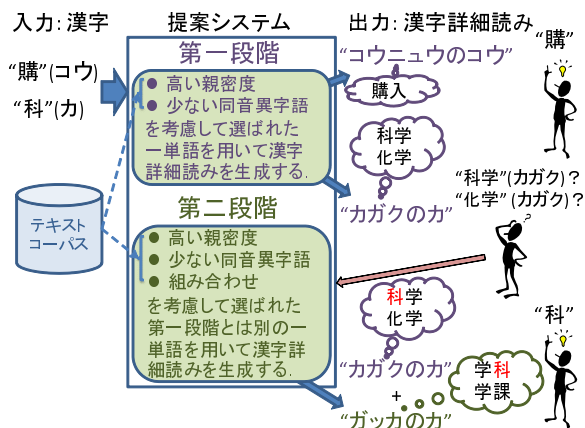 入力: 漢字
提案システム
出力: 漢字詳細読み
“購”(コウ)
“科”(カ)
テキスト
コーパス
第一段階
● 高い親密度
● 少ない同音異字語
を考慮して選ばれた
一単語を用いて漢字
詳細読みを生成する.
第二段階
● 高い親密度
● 少ない同音異字語
● 組み合わせ
を考慮して選ばれた
第一段階とは別の一
単語を用いて漢字詳
細読みを生成する.
“コウニュウのコウ”
購入
“購”
科学
化学
“カガクのカ”
“科学”(カガク)?
“化学” (カガク)?
?
科学
化学
“カガクのカ”
+
“ガッカのカ”
学科
学課
“科”